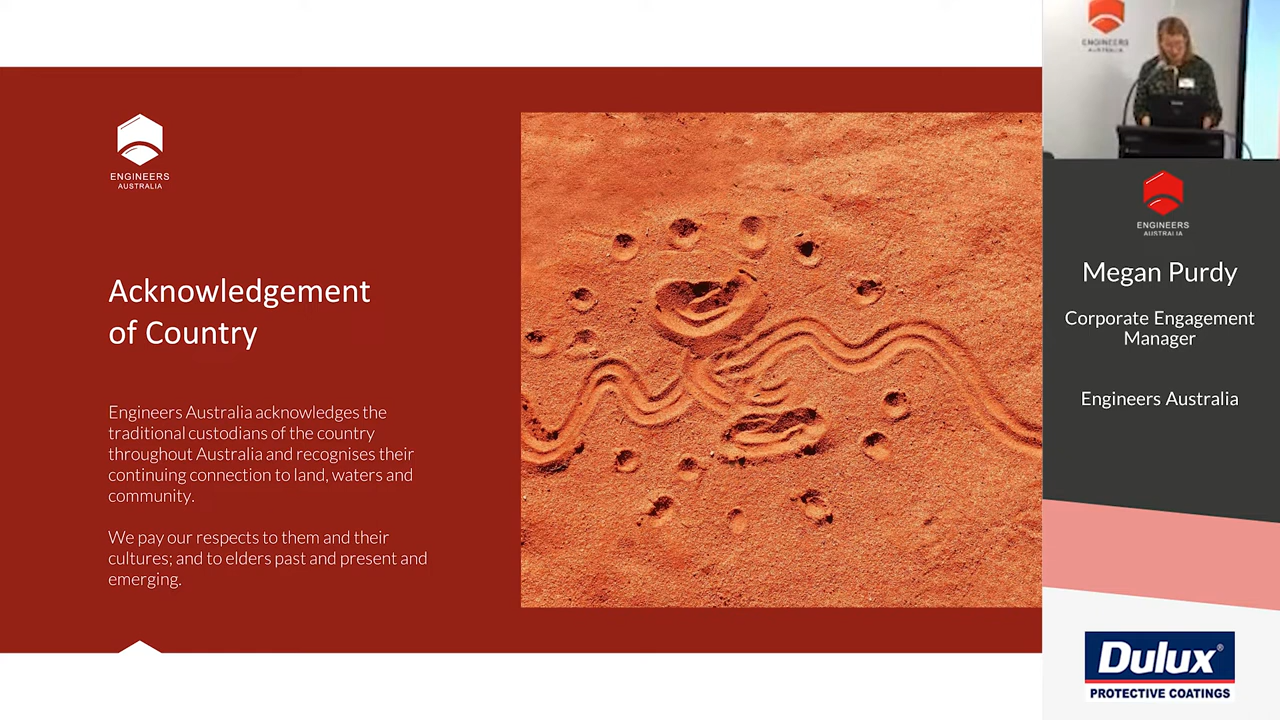 ENGINEERS
AUSTRALIA
Acknowledgement
of Country
Engineers Australia acknowledges the
traditional custodians of the country
throughout Australia and recognises their
continuing connection to land, waters and
community.
We pay our respects to them and their
cultures; and to elders past and present and
emerging.
ENGINEERS
AUSTRALIA
ENGINEERS
AUSTRALIA
Megan Purdy
Corporate Engagement
Manager
Engineers Australia
Dulux®
PROTECTIVE COATINGS